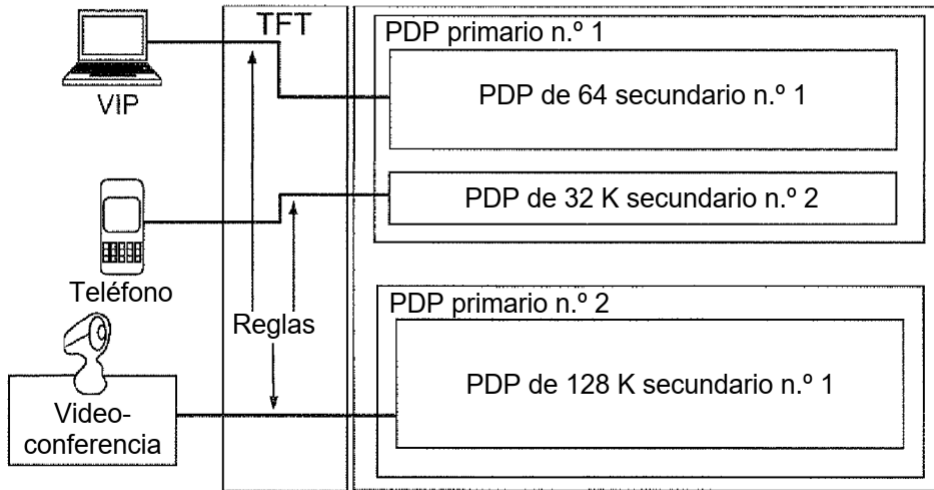 TFT
PDP primario n.º 1
VIP
PDP de 64 secundario n.º 1
PDP de 32 K secundario n.º 2
Teléfono
Reglas
PDP primario n.º 2
PDP de 128 K secundario n.º 1
Video-
conferencia